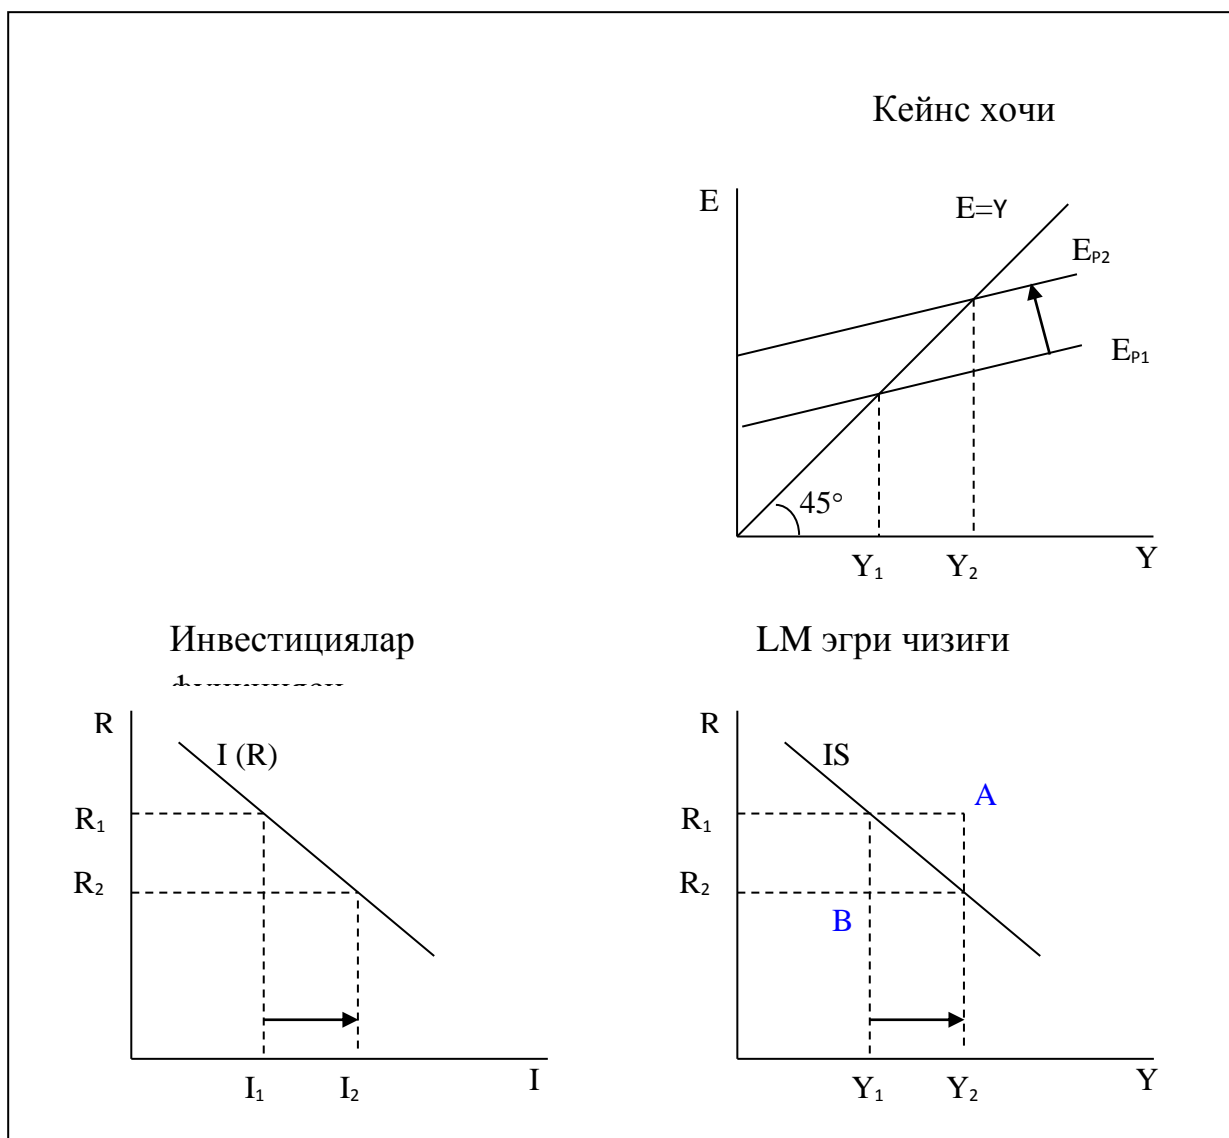 Кейнс хочи
E
E=Y
E_P2
E_P1
45°
Y₁
Y₂
Y
Инвестициялар
LM эгри чизиғи
R
I (R)
R₁
R₂
I₁
I₂
I
R
IS
A
R₁
R₂
B
Y₁
Y₂
Y